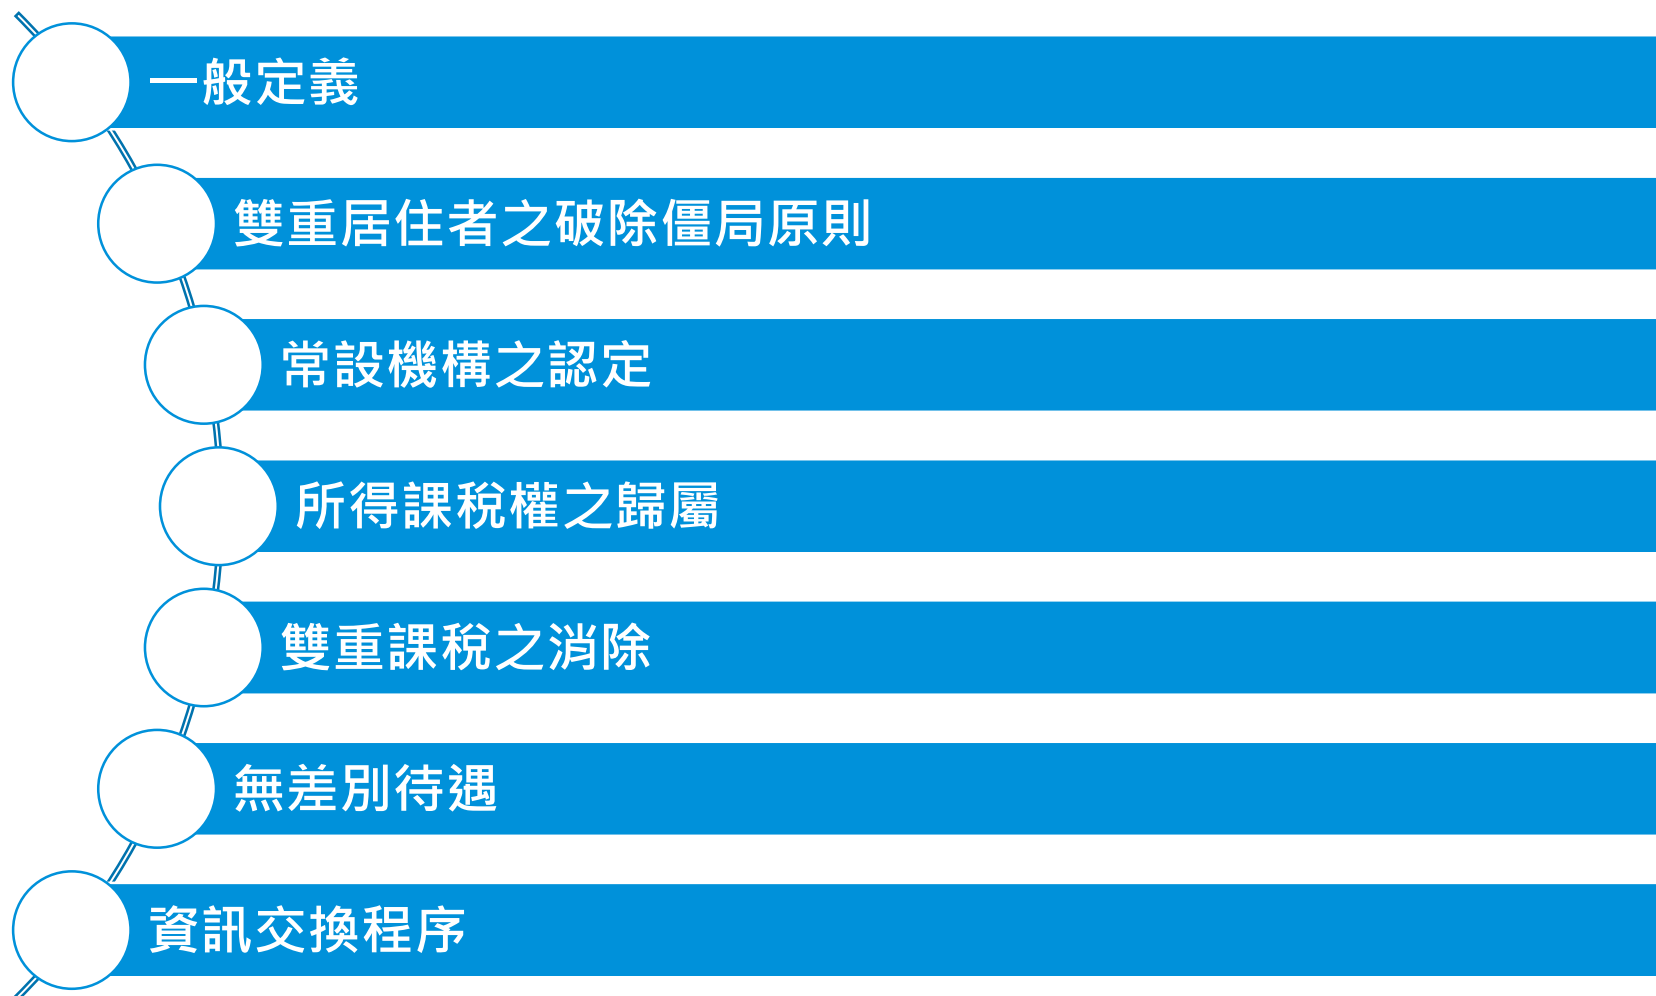 一般定義
雙重居住者之破除僵局原則
常設機構之認定
所得課稅權之歸屬
雙重課稅之消除
無差別待遇
資訊交換程序